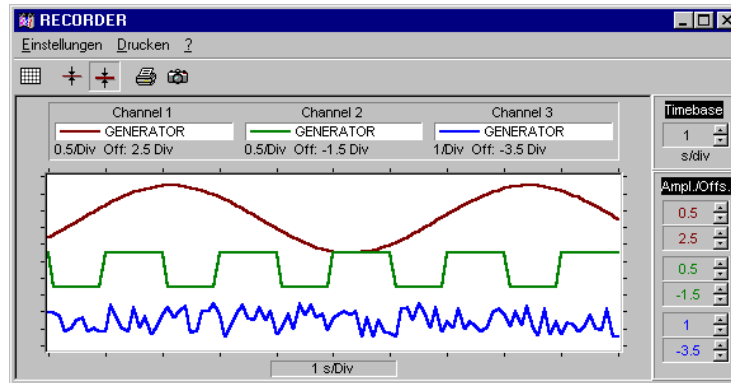 RECORDER
Einstellungen Drucken ?
Channel 1 Channel 2 Channel 3
GENERATOR GENERATOR GENERATOR
0.5/Div Off: 2.5 Div 0.5/Div Off: -1.5 Div 1/Div Off: -3.5 Div
1 s/Div
Timebase
1
s/div
Ampl./Offs.
0.5
2.5
0.5
-1.5
1
-3.5